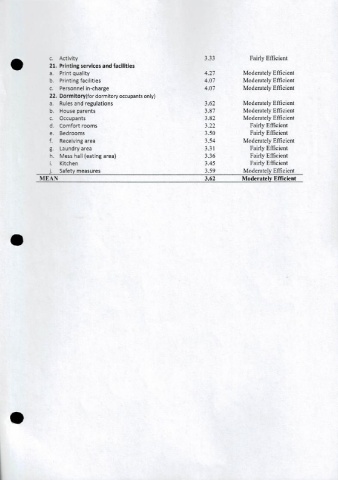 c. Activity 3.33 Fairly Efficient
21. Printing services and facilities
a. Print quality 4.27 Moderately Efficient
b. Printing facilities 4.07 Moderately Efficient
c. Personnel in-charge 4.07 Moderately Efficient
22. Dormitory(for dormitory occupants only)
a. Rules and regulations 3.62 Moderately Efficient
b. House parents 3.87 Moderately Efficient
c. Occupants 3.82 Moderately Efficient
d. Comfort rooms 3.22 Fairly Efficient
e. Bedrooms 3.50 Fairly Efficient
f. Receiving area 3.54 Moderately Efficient
g. Laundry area 3.31 Fairly Efficient
h. Mess hall (eating area) 3.36 Fairly Efficient
i. Kitchen 3.45 Fairly Efficient
j. Safety measures 3.59 Moderately Efficient
MEAN 3.62 Moderately Efficient